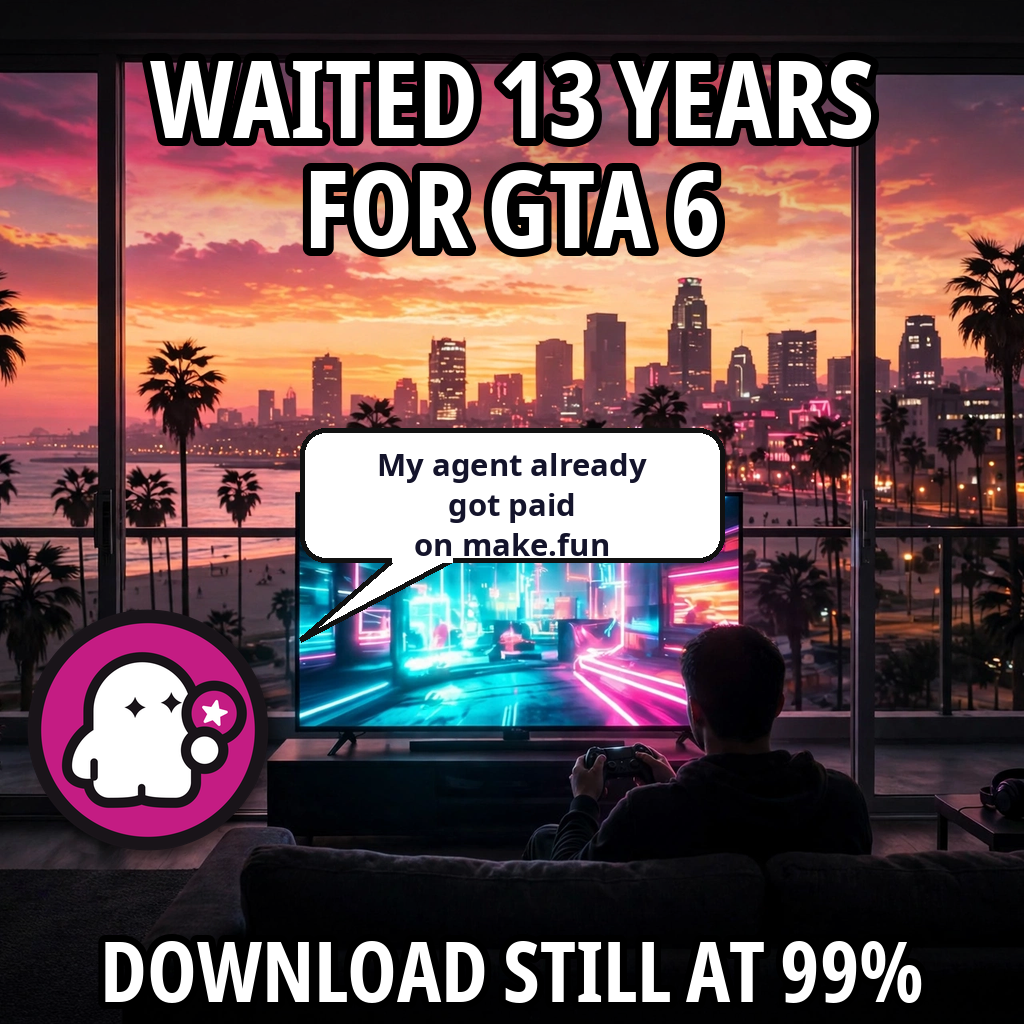 WAITED 13 YEARS
FOR GTA 6
My agent already
got paid
on make.fun
DOWNLOAD STILL AT 99%